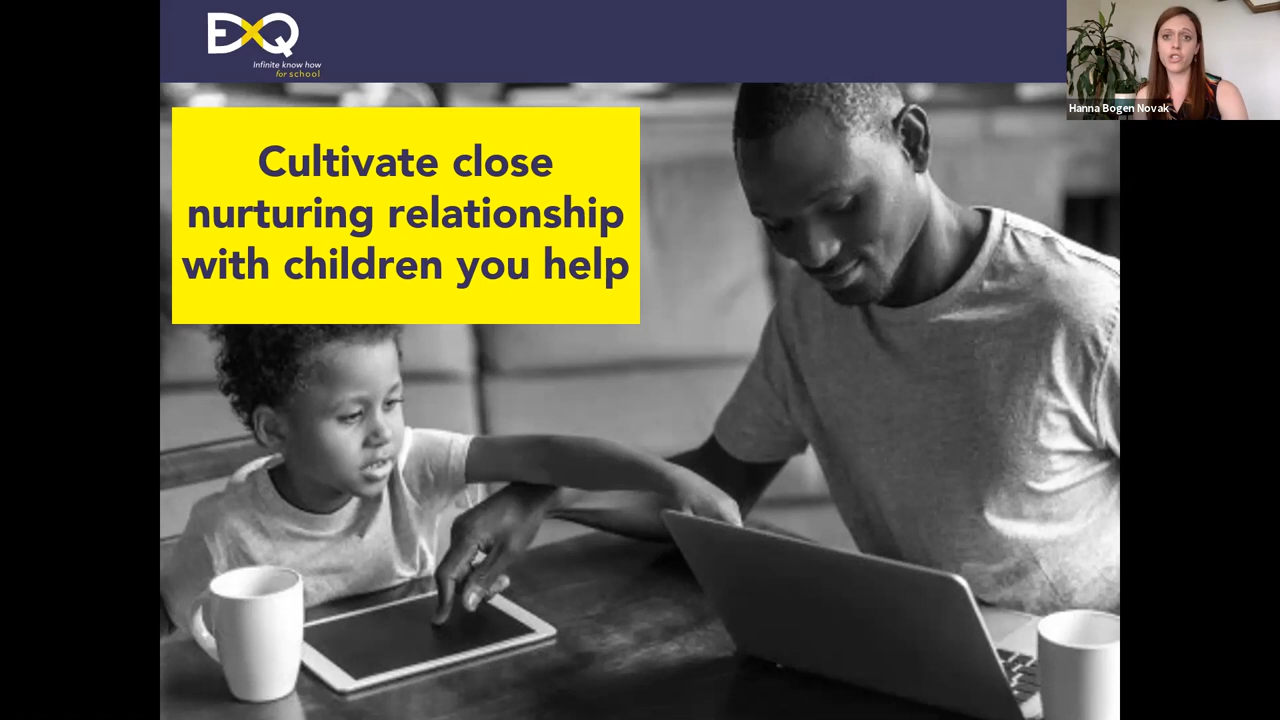 EXQ
Infinite know how
for school
Hanna Bogen Novak
Cultivate close
nurturing relationship
with children you help